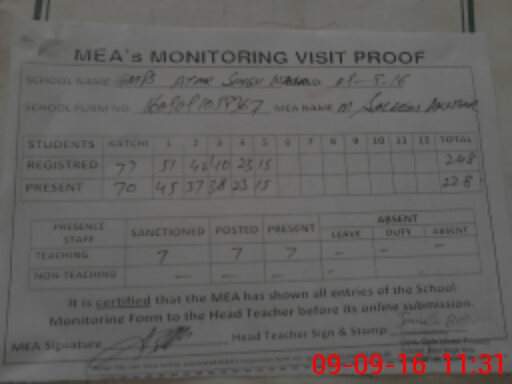 MEA's MONITORING VISIT PROOF
SCHOOL NAME: GMPS
SCHOOL FORM NO: MEA NAME: M.
STUDENTS KATCHI 1 2 3 4 5 6 7 8 9 10 11 12 TOTAL
REGISTRED 77 51 42 40 23 15 248
PRESENT 70 45 37 38 23 15 228
PRESENCE STAFF SANCTIONED POSTED PRESENT ABSENT
LEAVE DUTY ABSENT
TEACHING 7 7 7 - - -
NON-TEACHING - - - - -
It is certified that the MEA has shown all entries of the School
Monitoring Form to the Head Teacher before its online submission.
MEA Signature Head Teacher Sign & Stamp
09-09-16 11:31